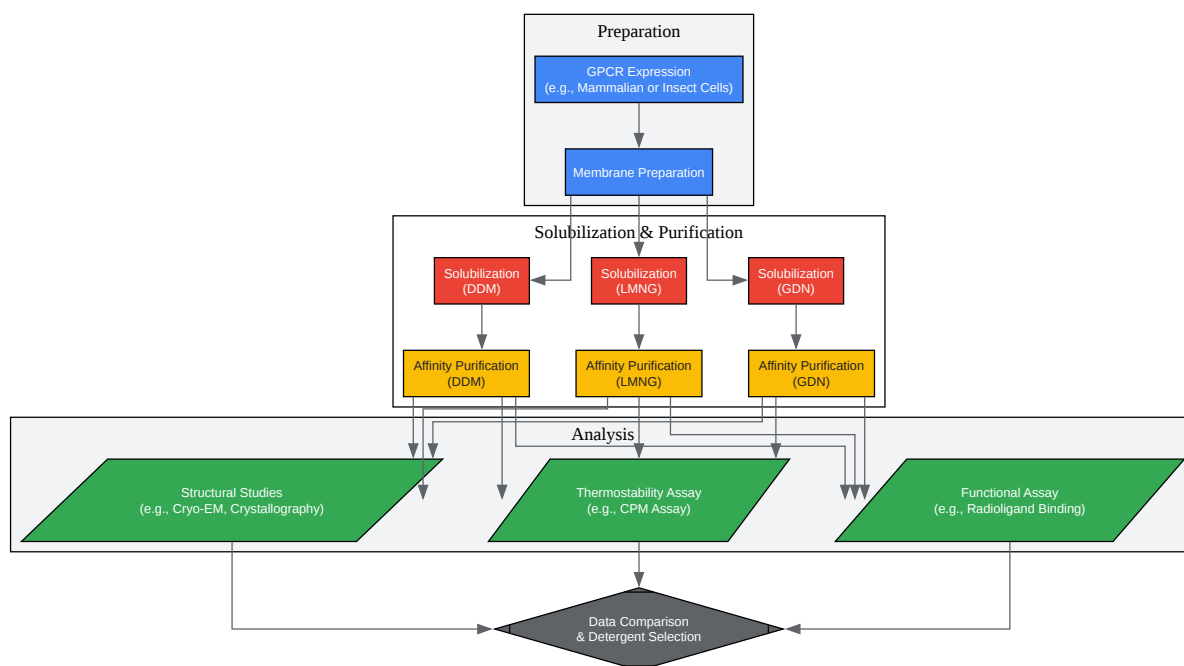 Preparation
GPCR Expression
(e.g., Mammalian or Insect Cells)
Membrane Preparation
Solubilization & Purification
Solubilization
(DDM)
Solubilization
(LMNG)
Solubilization
(GDN)
Affinity Purification
(DDM)
Affinity Purification
(LMNG)
Affinity Purification
(GDN)
Analysis
Structural Studies
(e.g., Cryo-EM, Crystallography)
Thermostability Assay
(e.g., CPM Assay)
Functional Assay
(e.g., Radioligand Binding)
Data Comparison
& Detergent Selection